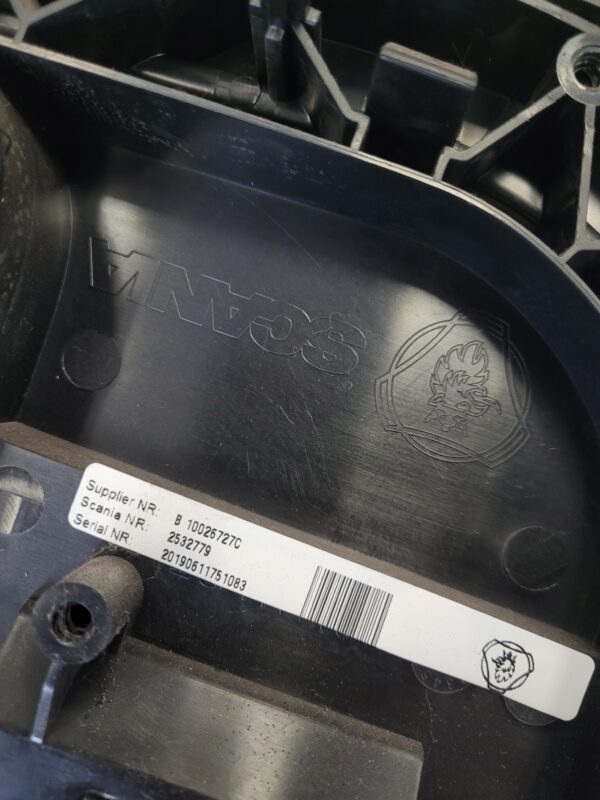 SCANIA
Supplier NR: B 10026727C
Scania NR: 2532779
Serial NR: 20190611751083